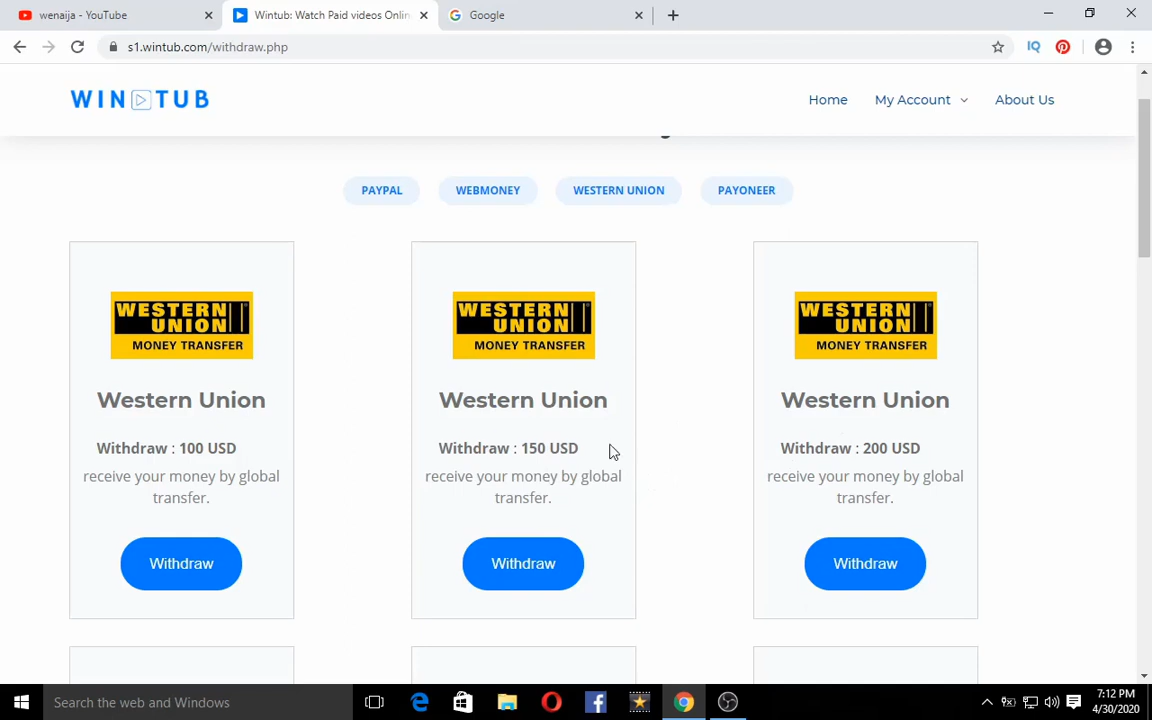 wenaija - YouTube
Wintub: Watch Paid videos Onlin
Google
s1.wintub.com/withdraw.php
IQ
WIN TUB
Home
My Account
About Us
PAYPAL
WEBMONEY
WESTERN UNION
PAYONEER
WESTERN UNION MONEY TRANSFER
Western Union
Withdraw : 100 USD
receive your money by global
transfer.
Withdraw
WESTERN UNION MONEY TRANSFER
Western Union
Withdraw : 150 USD
receive your money by global
transfer.
Withdraw
WESTERN UNION MONEY TRANSFER
Western Union
Withdraw : 200 USD
receive your money by global
transfer.
Withdraw
Search the web and Windows
7:12 PM
4/30/2020